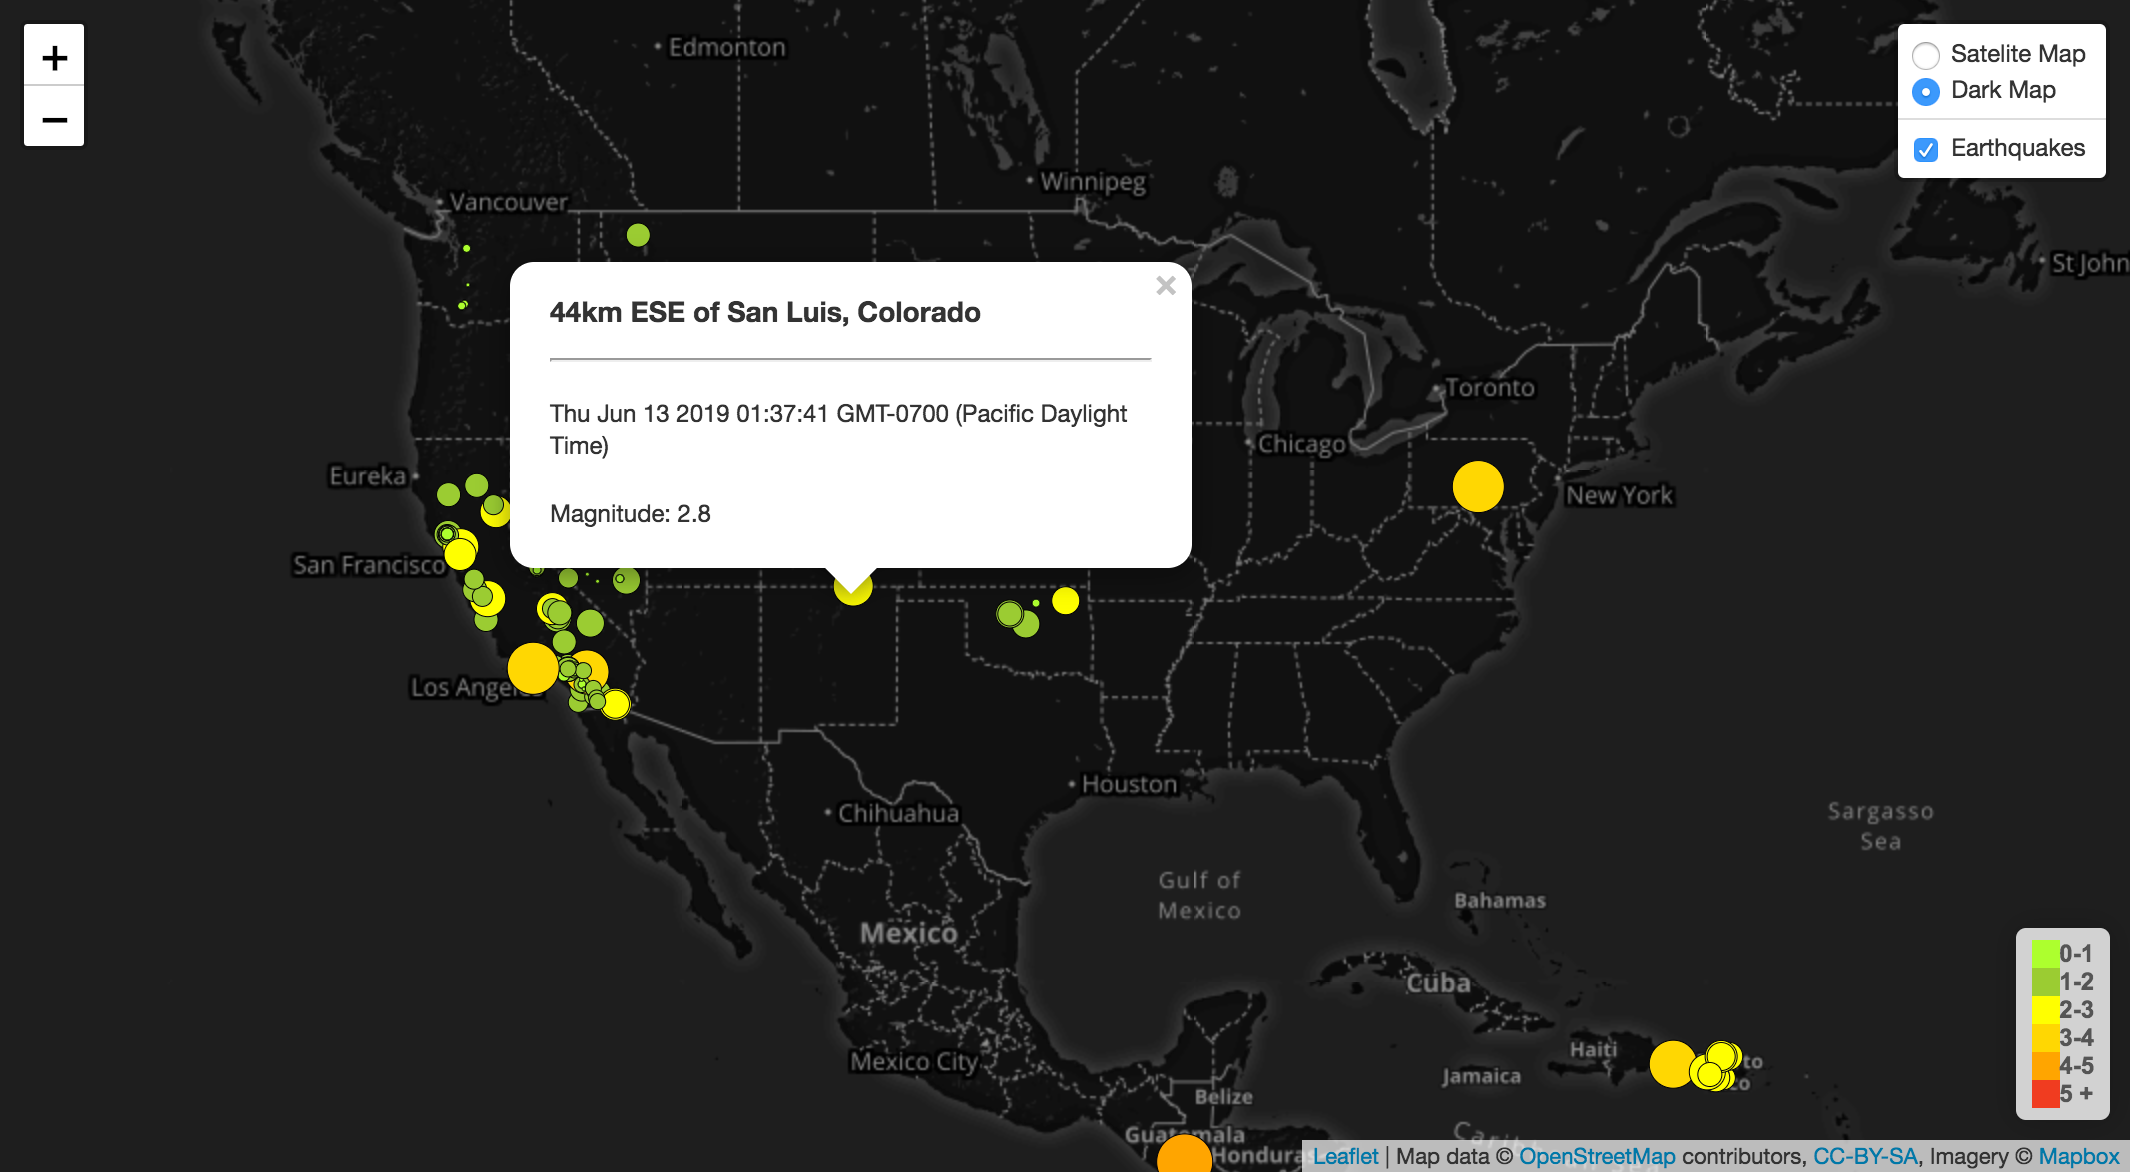 +
−
Satelite Map
Dark Map
Earthquakes
Edmonton
Winnipeg
Vancouver
St John
×
44km ESE of San Luis, Colorado
Thu Jun 13 2019 01:37:41 GMT-0700 (Pacific Daylight
Time)
Magnitude: 2.8
Toronto
Chicago
Eureka
New York
San Francisco
Los Angel
Houston
Chihuahua
Sargasso
Sea
Gulf of
Mexico
Bahamas
Mexico
Cuba
Haiti
to
co
Mexico City
Jamaica
Belize
Guatemala
Hondura
0-1
1-2
2-3
3-4
4-5
5 +
Leaflet | Map data © OpenStreetMap contributors, CC-BY-SA, Imagery © Mapbox